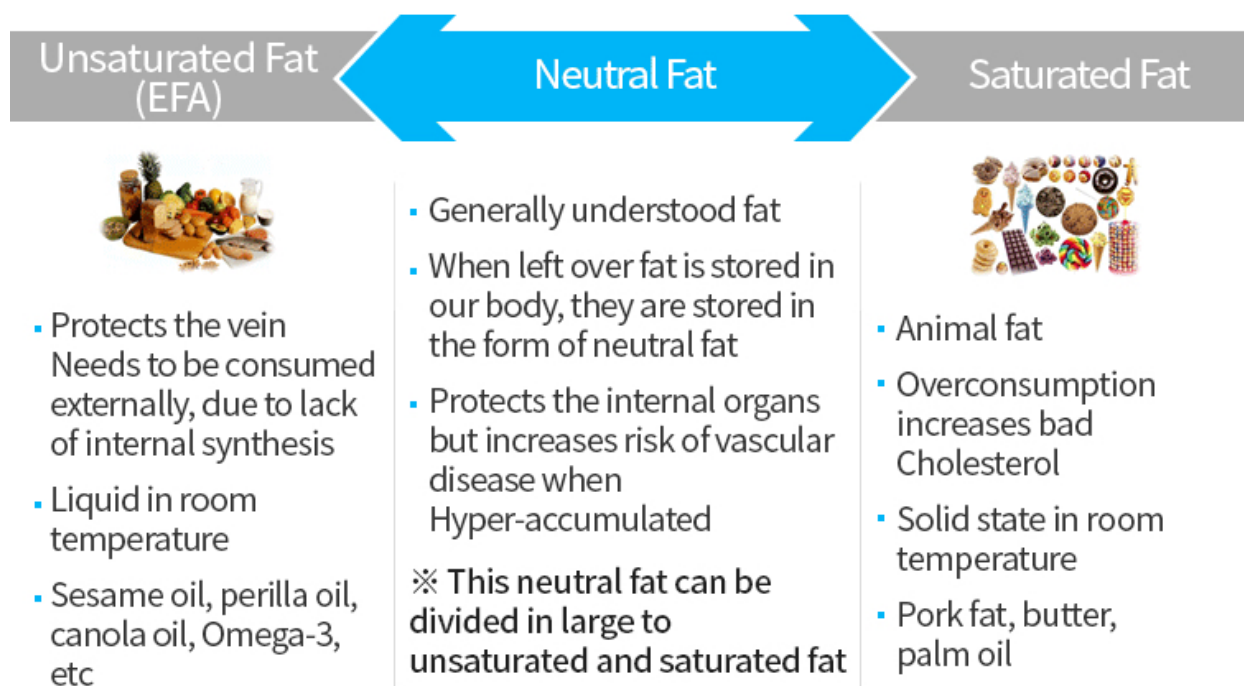 Unsaturated Fat
(EFA)
Neutral Fat
Saturated Fat
▪ Protects the vein
Needs to be consumed
externally, due to lack
of internal synthesis
▪ Liquid in room
temperature
▪ Sesame oil, perilla oil,
canola oil, Omega-3,
etc
▪ Generally understood fat
▪ When left over fat is stored in
our body, they are stored in
the form of neutral fat
▪ Protects the internal organs
but increases risk of vascular
disease when
Hyper-accumulated
※ This neutral fat can be
divided in large to
unsaturated and saturated fat
▪ Animal fat
▪ Overconsumption
increases bad
Cholesterol
▪ Solid state in room
temperature
▪ Pork fat, butter,
palm oil